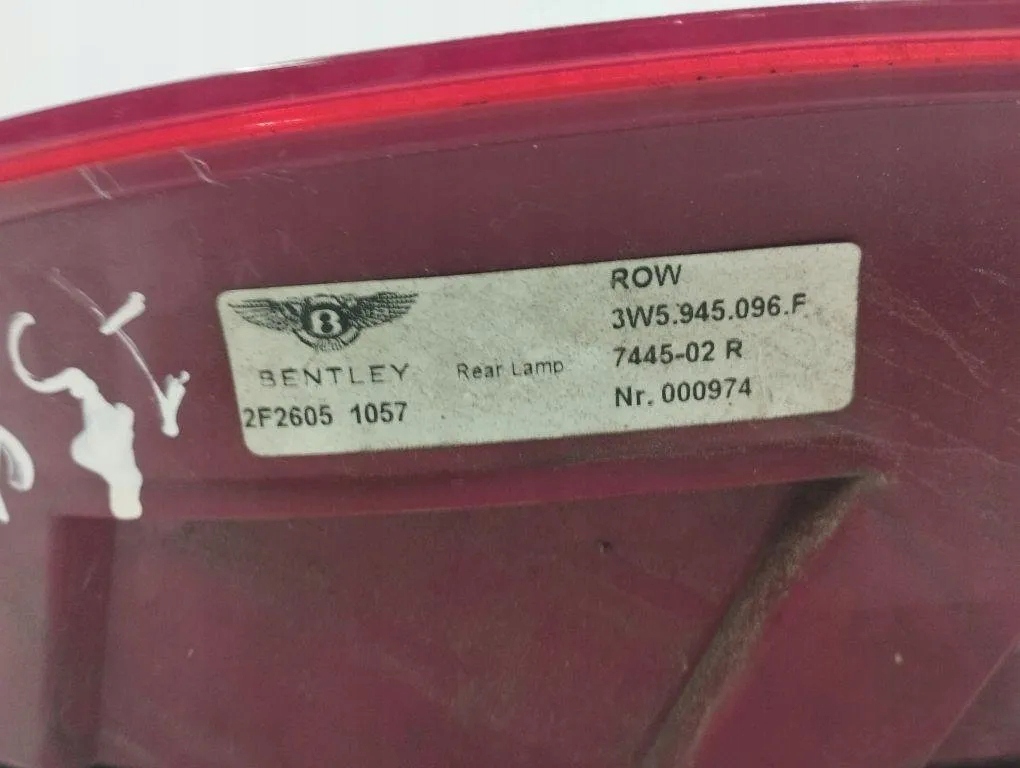 B
BENTLEY
2F2605 1057
Rear Lamp
ROW
3W5.945.096.F
7445-02 R
Nr. 000974